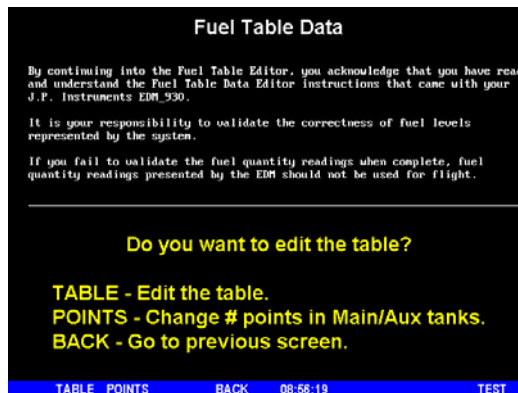 Fuel Table Data
By continuing into the Fuel Table Editor, you acknowledge that you have rea
and understand the Fuel Table Data Editor instructions that came with your
J.P. Instruments EDM_930.
It is your responsibility to validate the correctness of fuel levels
represented by the system.
If you fail to validate the fuel quantity readings when complete, fuel
quantity readings presented by the EDM should not be used for flight.
Do you want to edit the table?
TABLE - Edit the table.
POINTS - Change # points in Main/Aux tanks.
BACK - Go to previous screen.
TABLE POINTS BACK 08:56:19 TEST